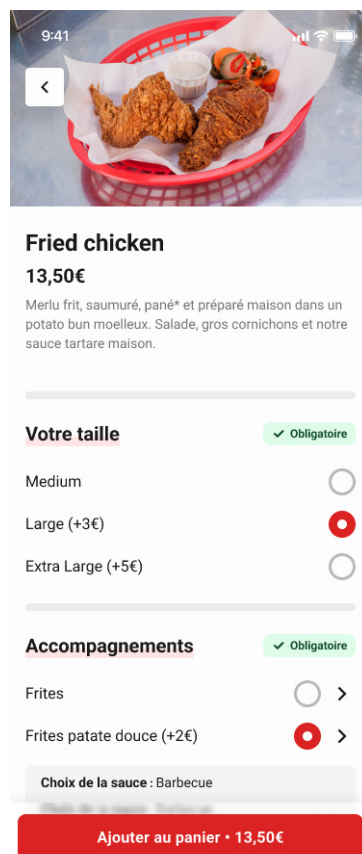 9:41
Fried chicken
13,50€
Merlu frit, saumuré, pané* et préparé maison dans un
potato bun moelleux. Salade, gros cornichons et notre
sauce tartare maison.
Votre taille
Obligatoire
Medium
Large (+3€)
Extra Large (+5€)
Accompagnements
Obligatoire
Frites
Frites patate douce (+2€)
Choix de la sauce : Barbecue
Ajouter au panier • 13,50€